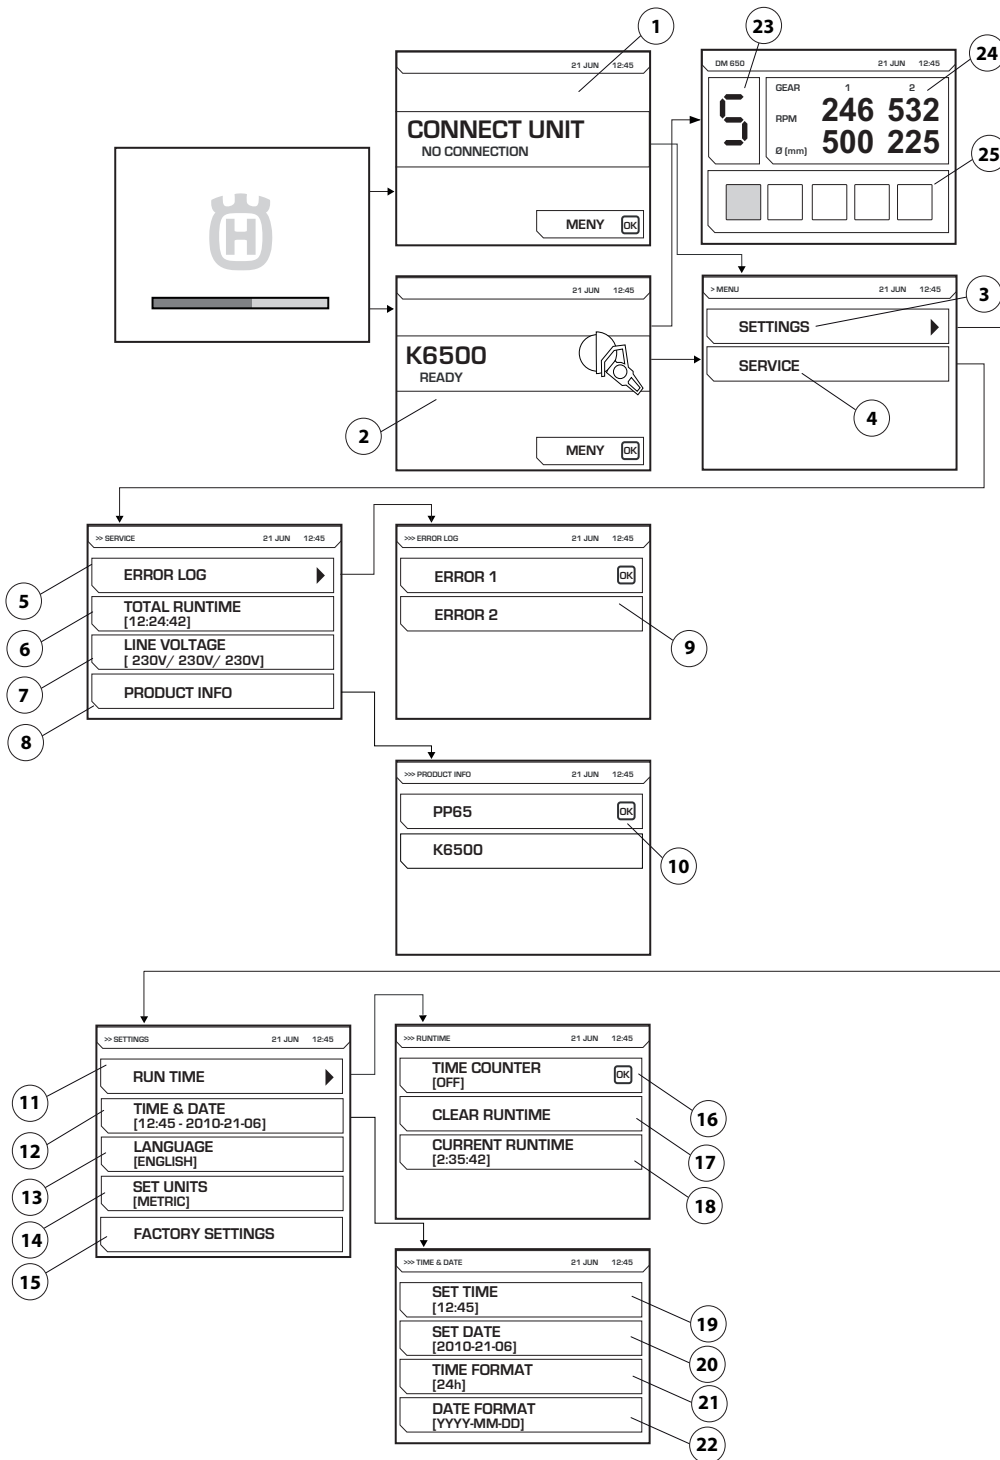 1
21 JUN 12:45
CONNECT UNIT
NO CONNECTION
MENY OK
23
DM 650 21 JUN 12:45
5
GEAR 1 2
RPM 246 532
Ø (mm) 500 225
24
25
H
21 JUN 12:45
K6500
READY
MENY OK
2
> MENU 21 JUN 12:45
SETTINGS
SERVICE
3
4
>> SERVICE 21 JUN 12:45
ERROR LOG
TOTAL RUNTIME
[12:24:42]
LINE VOLTAGE
[ 230V/ 230V/ 230V]
PRODUCT INFO
5
6
7
8
>>> ERROR LOG 21 JUN 12:45
ERROR 1 OK
ERROR 2
9
>>> PRODUCT INFO 21 JUN 12:45
PP65 OK
K6500
10
>> SETTINGS 21 JUN 12:45
RUN TIME
TIME & DATE
[12:45 - 2010-21-06]
LANGUAGE
[ENGLISH]
SET UNITS
[METRIC]
FACTORY SETTINGS
11
12
13
14
15
>>> RUNTIME 21 JUN 12:45
TIME COUNTER OK
[OFF]
CLEAR RUNTIME
CURRENT RUNTIME
[2:35:42]
16
17
18
>>> TIME & DATE 21 JUN 12:45
SET TIME
[12:45]
SET DATE
[2010-21-06]
TIME FORMAT
[24h]
DATE FORMAT
[YYYY-MM-DD]
19
20
21
22